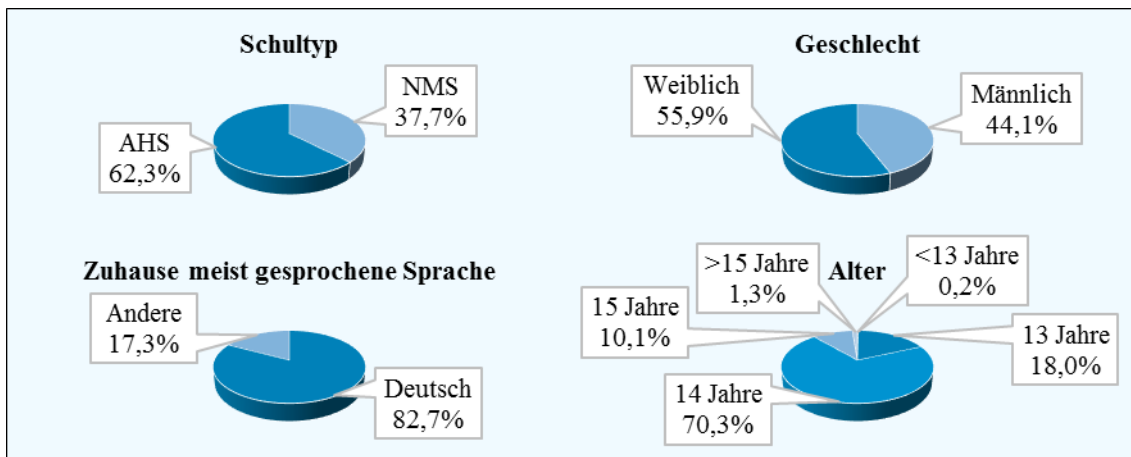 Schultyp
NMS
37,7%
AHS
62,3%
Geschlecht
Weiblich
55,9%
Männlich
44,1%
Zuhause meist gesprochene Sprache
Andere
17,3%
Deutsch
82,7%
Alter
>15 Jahre
1,3%
<13 Jahre
0,2%
15 Jahre
10,1%
13 Jahre
18,0%
14 Jahre
70,3%